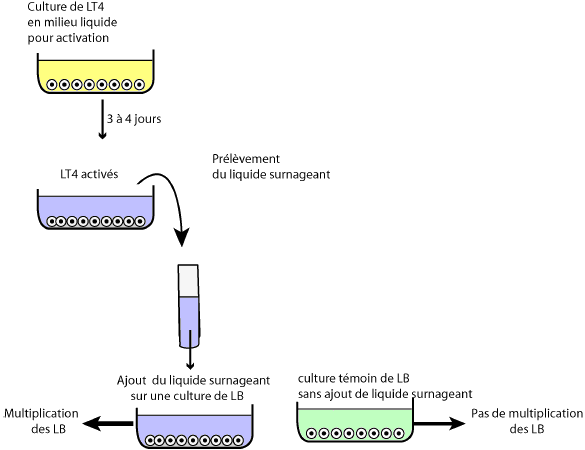 Culture de LT4
en milieu liquide
pour activation
3 à 4 jours
LT4 activés
Prélèvement
du liquide surnageant
Ajout du liquide surnageant
sur une culture de LB
culture témoin de LB
sans ajout de liquide surnageant
Multiplication
des LB
Pas de multiplication
des LB